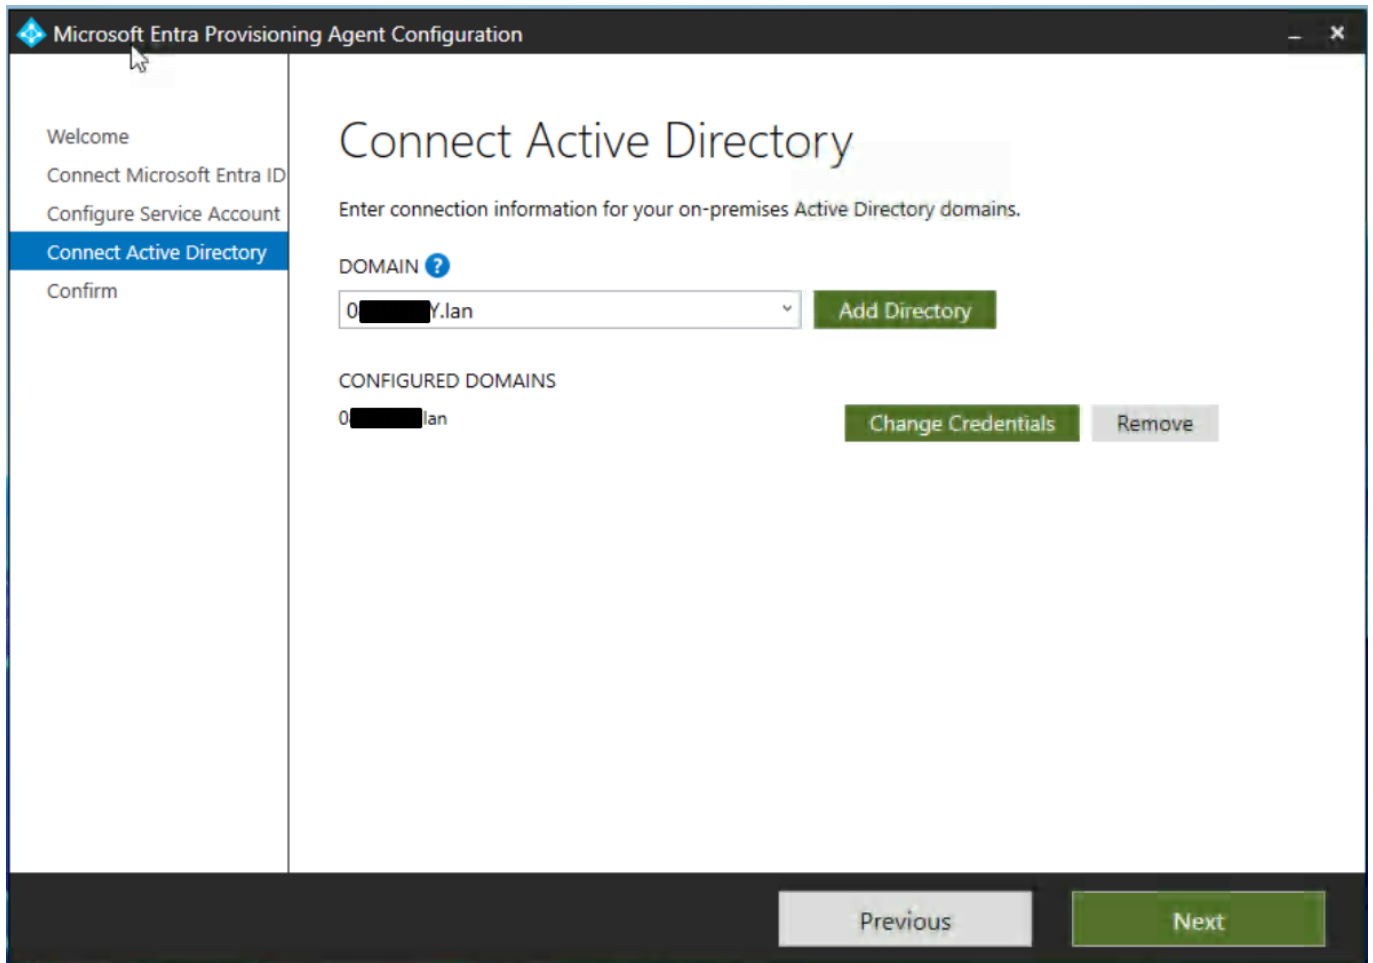 Microsoft Entra Provisioning Agent Configuration
Welcome
Connect Microsoft Entra ID
Configure Service Account
Connect Active Directory
Confirm
Connect Active Directory
Enter connection information for your on-premises Active Directory domains.
DOMAIN ?
0 Y.lan
Add Directory
CONFIGURED DOMAINS
0 lan
Change Credentials
Remove
Previous
Next